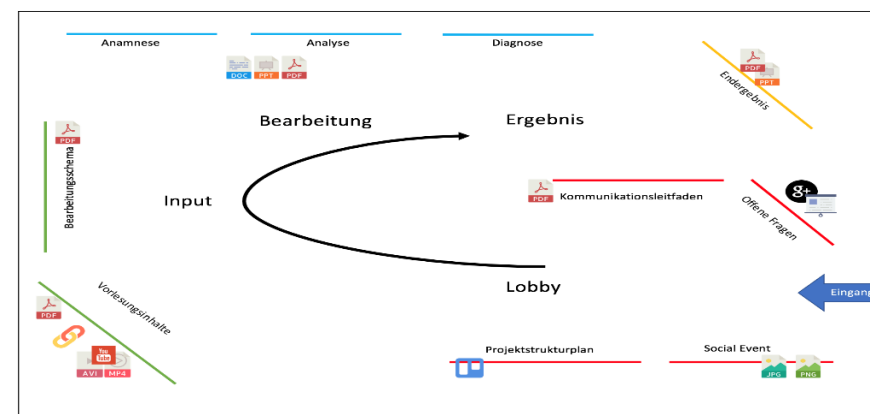 Anamnese
Analyse
Diagnose
DOC
PPT
PDF
PDF
PPT
Endergebnis
Bearbeitung
Ergebnis
PDF
Bearbeitungsschema
Input
PDF
Kommunikationsleitfaden
g+
Offene Fragen
Lobby
Eingang
Vorlesungsinhalte
PDF
You
Tube
AVI
MP4
Projektstrukturplan
Social Event
JPG
PNG